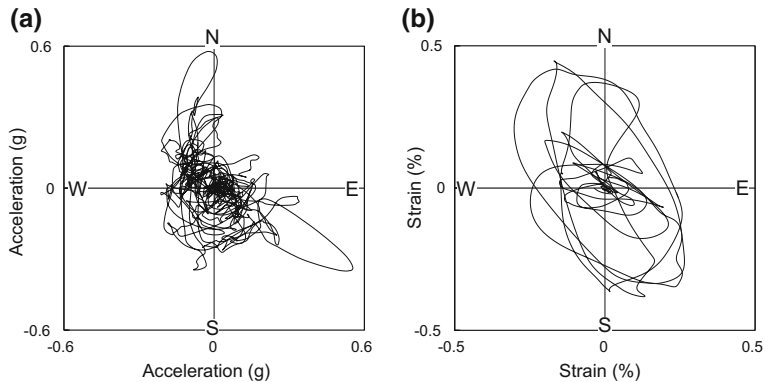 (a)
N
0.6
Acceleration (g)
0
W
E
-0.6
S
-0.6
0
0.6
Acceleration (g)
(b)
N
0.5
Strain (%)
0
W
E
-0.5
S
-0.5
0
0.5
Strain (%)